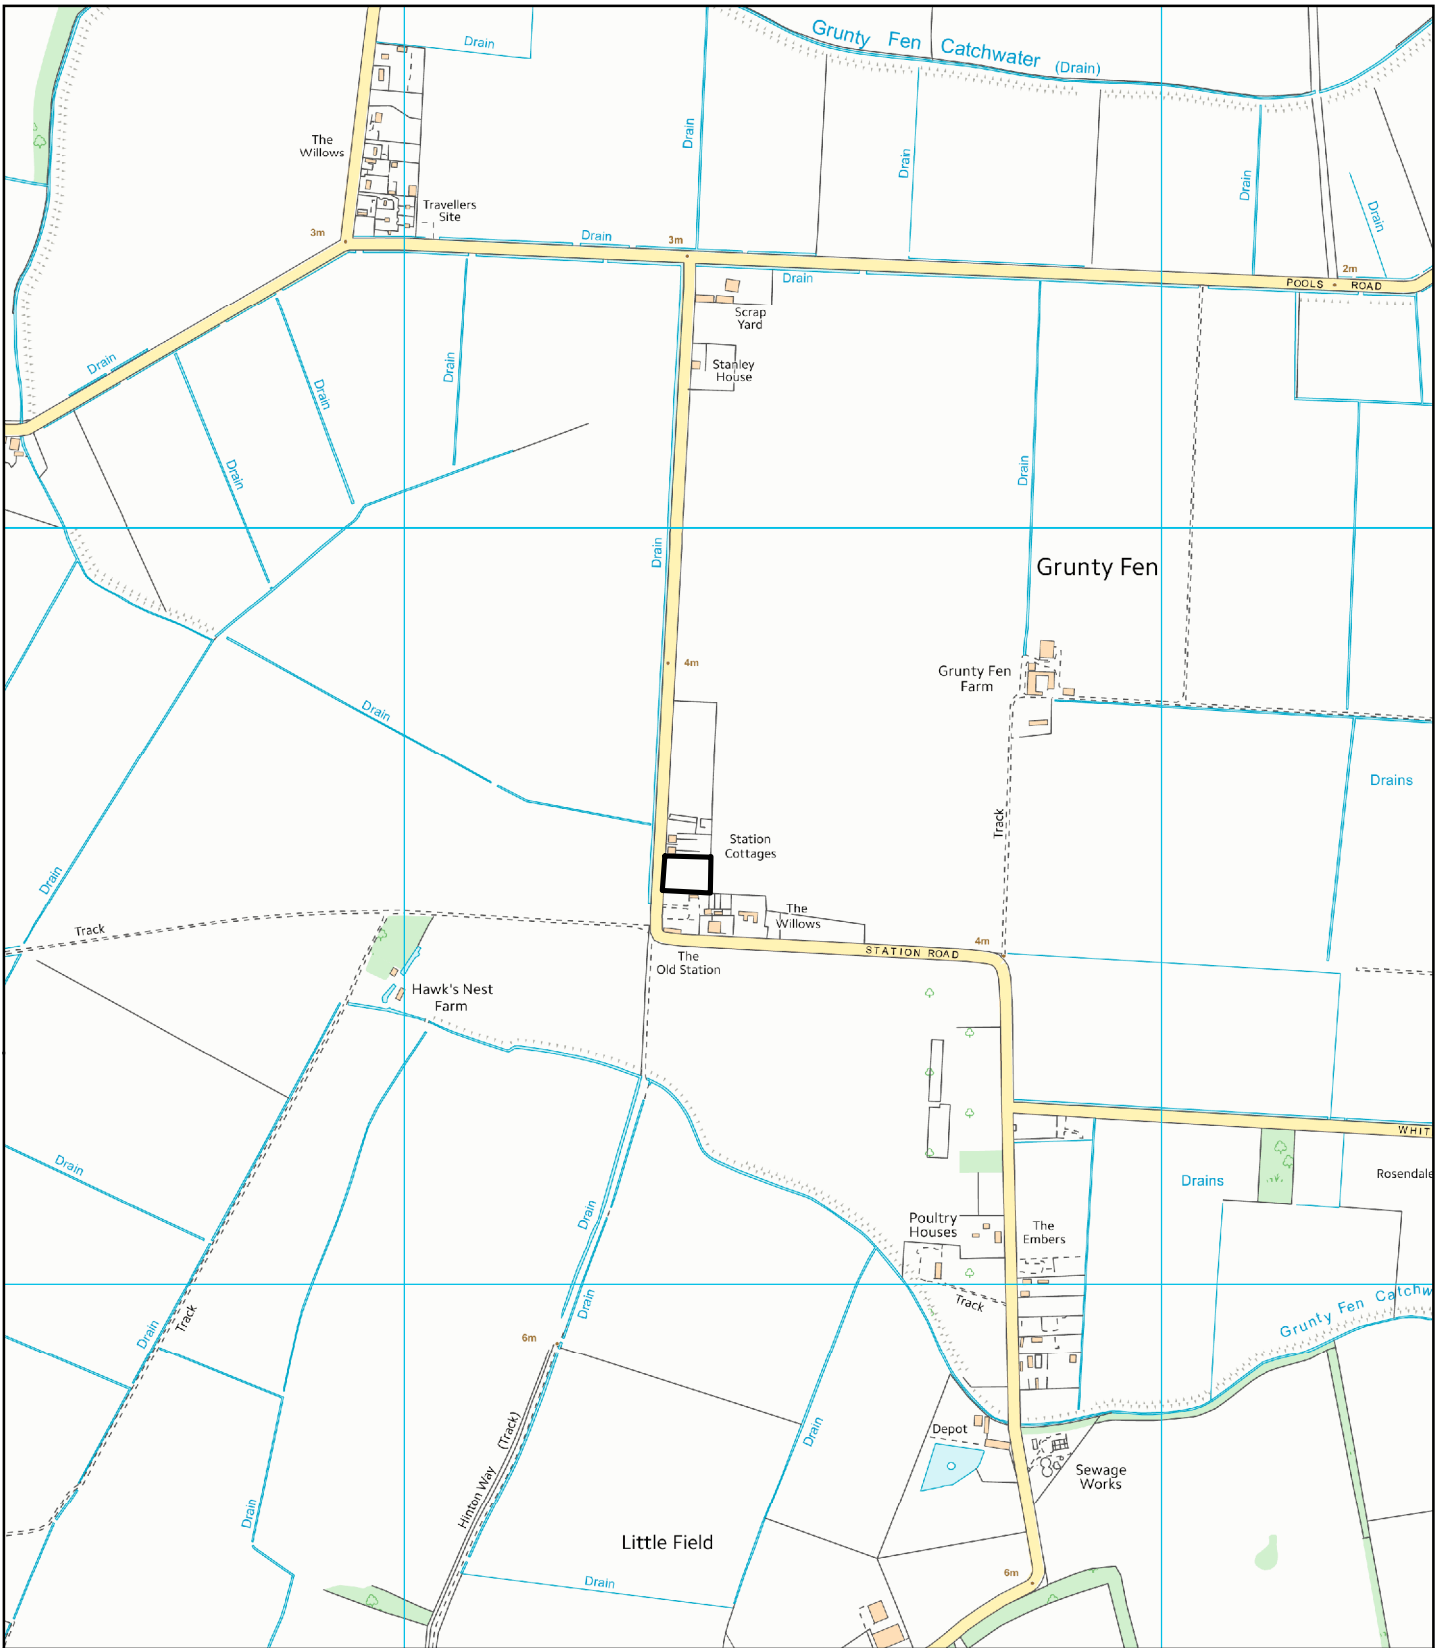 Drain
Grunty Fen Catchwater (Drain)
The
Willows
Drain
Drain
Drain
Drain
Travellers
Site
3m
Drain
3m
Drain
2m
POOLS ROAD
Scrap
Yard
Drain
Stanley
House
Drain
Drain
Drain
Drain
Drain
Grunty Fen
4m
Grunty Fen
Farm
Drain
Drains
Track
Station
Cottages
Drain
The
Willows
Track
4m
STATION ROAD
The
Old Station
Hawk's Nest
Farm
WHIT
Drain
Drains
Rosendale
Drain
Poultry
Houses
The
Embers
Drain
Track
Grunty Fen Catchw
Drain
Track
6m
Drain
Depot
Hinton Way (Track)
Sewage
Works
Drain
Little Field
6m
Drain